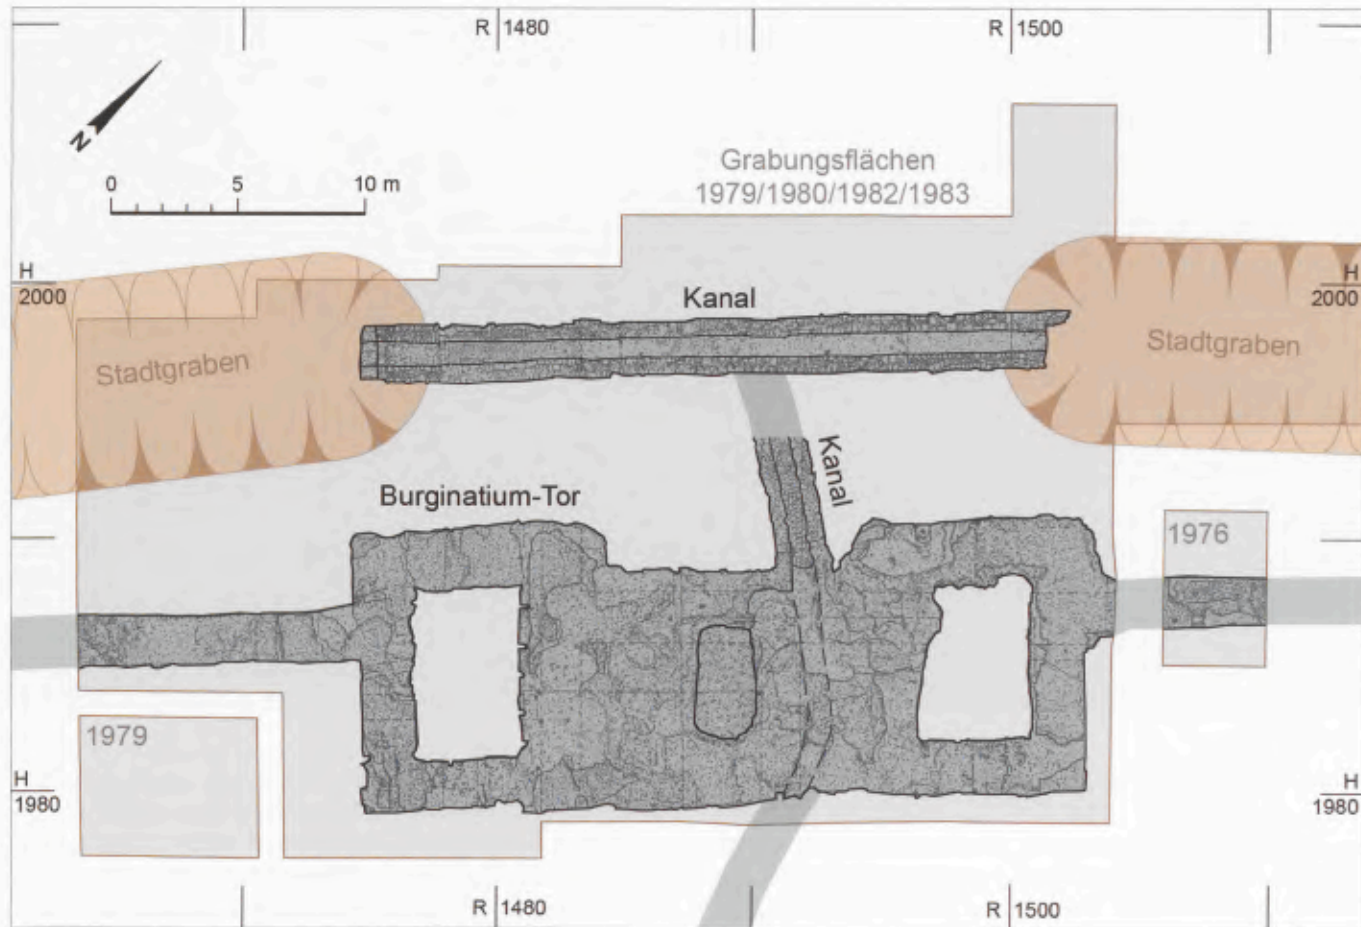 R 1480
R 1500
N
0 5 10 m
Grabungsflächen
1979/1980/1982/1983
H
2000
H
2000
Kanal
Stadtgraben
Stadtgraben
Kanal
Burginatium-Tor
1976
1979
H
1980
H
1980
R 1480
R 1500